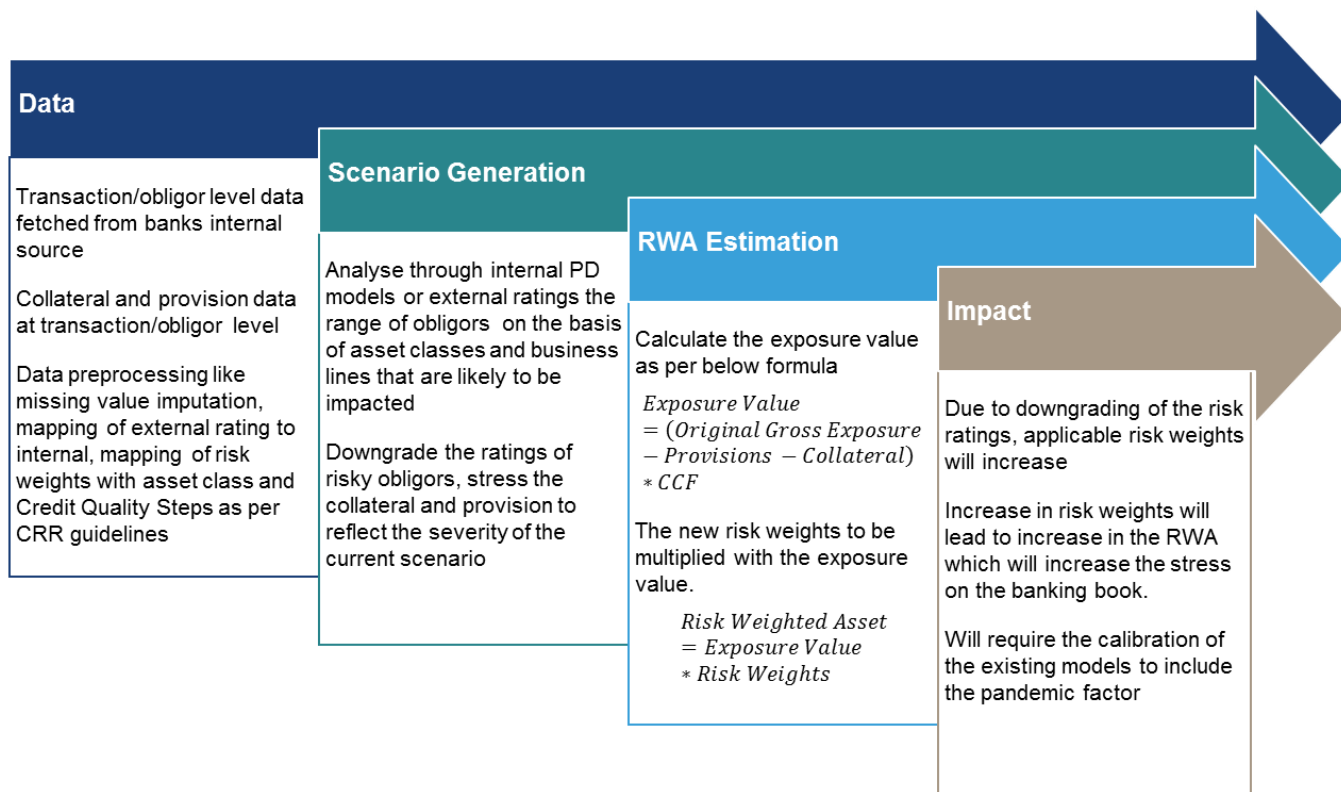 Data
Transaction/obligor level data
fetched from banks internal
source
Collateral and provision data
at transaction/obligor level
Data preprocessing like
missing value imputation,
mapping of external rating to
internal, mapping of risk
weights with asset class and
Credit Quality Steps as per
CRR guidelines
Scenario Generation
Analyse through internal PD
models or external ratings the
range of obligors on the basis
of asset classes and business
lines that are likely to be
impacted
Downgrade the ratings of
risky obligors, stress the
collateral and provision to
reflect the severity of the
current scenario
RWA Estimation
Calculate the exposure value
as per below formula
Exposure Value
= (Original Gross Exposure
− Provisions − Collateral)
* CCF
The new risk weights to be
multiplied with the exposure
value.
Risk Weighted Asset
= Exposure Value
* Risk Weights
Impact
Due to downgrading of the risk
ratings, applicable risk weights
will increase
Increase in risk weights will
lead to increase in the RWA
which will increase the stress
on the banking book.
Will require the calibration of
the existing models to include
the pandemic factor